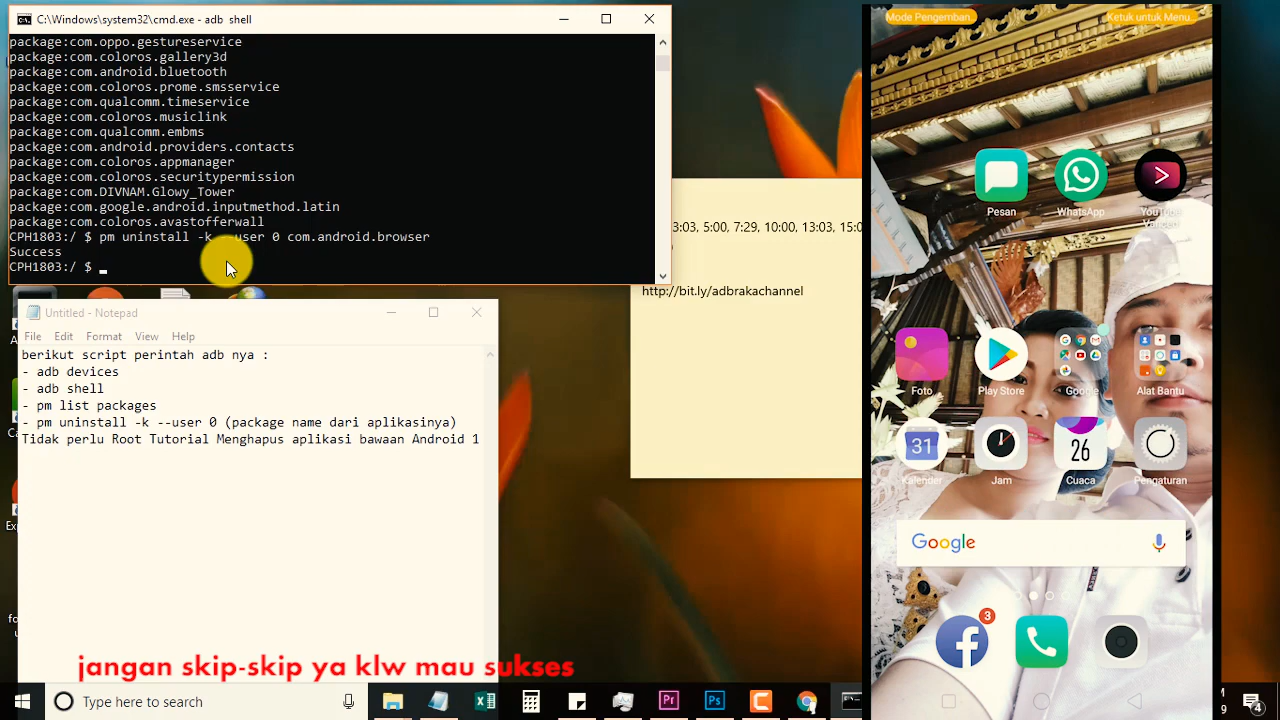 C:\Windows\system32\cmd.exe - adb shell
package:com.oppo.gestureservice
package:com.coloros.gallery3d
package:com.android.bluetooth
package:com.coloros.prome.smsservice
package:com.qualcomm.timeservice
package:com.coloros.musiclink
package:com.qualcomm.embms
package:com.android.providers.contacts
package:com.coloros.appmanager
package:com.coloros.securitypermission
package:com.DIVNAM.Glowy_Tower
package:com.google.android.inputmethod.latin
package:com.coloros.avastofferwall
CPH1803:/ $ pm uninstall -k --user 0 com.android.browser
Success
CPH1803:/ $
3:03, 5:00, 7:29, 10:00, 13:03, 15:0
http://bit.ly/adbrakachannel
Untitled - Notepad
File Edit Format View Help
berikut script perintah adb nya :
- adb devices
- adb shell
- pm list packages
- pm uninstall -k --user 0 (package name dari aplikasinya)
Tidak perlu Root Tutorial Menghapus aplikasi bawaan Android 1
jangan skip-skip ya klw mau sukses
Type here to search
Mode Pengemban..
Ketuk untuk Menu
Pesan
WhatsApp
YouTube
Vanced
Foto
Play Store
Google
Alat Bantu
31
26
Kalender
Jam
Cuaca
Pengaturan
Google
3
Pr
Ps
9
4